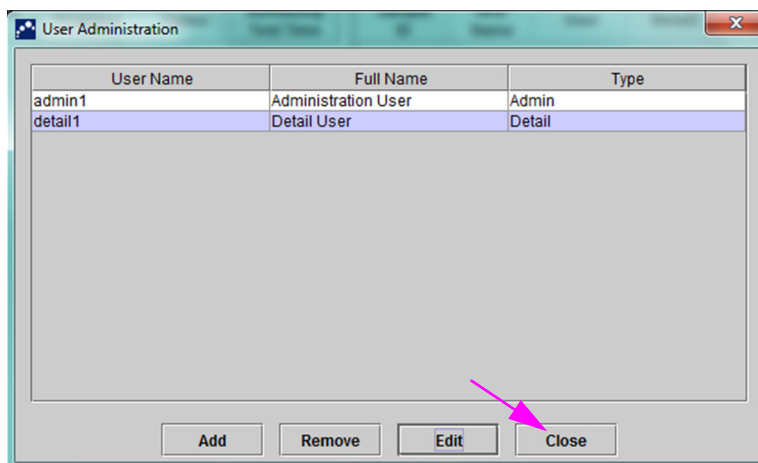 User Administration
User Name Full Name Type
admin1 Administration User Admin
detail1 Detail User Detail
Add Remove Edit Close